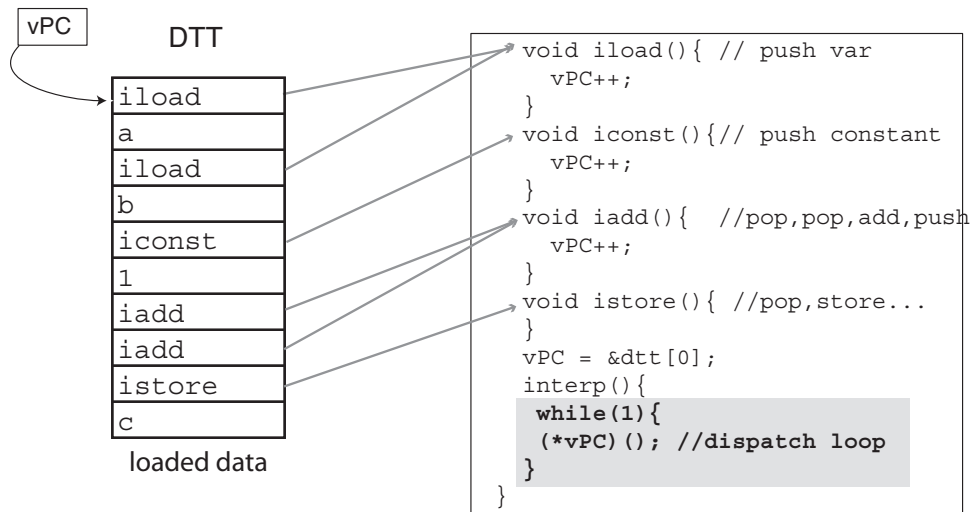 vPC
DTT
iload
a
iload
b
iconst
1
iadd
iadd
istore
c
loaded data
void iload(){ // push var
vPC++;
}
void iconst(){// push constant
vPC++;
}
void iadd(){ //pop,pop,add,push
vPC++;
}
void istore(){ //pop,store...
}
vPC = &dtt[0];
interp(){
while(1){
(*vPC)(); //dispatch loop
}
}